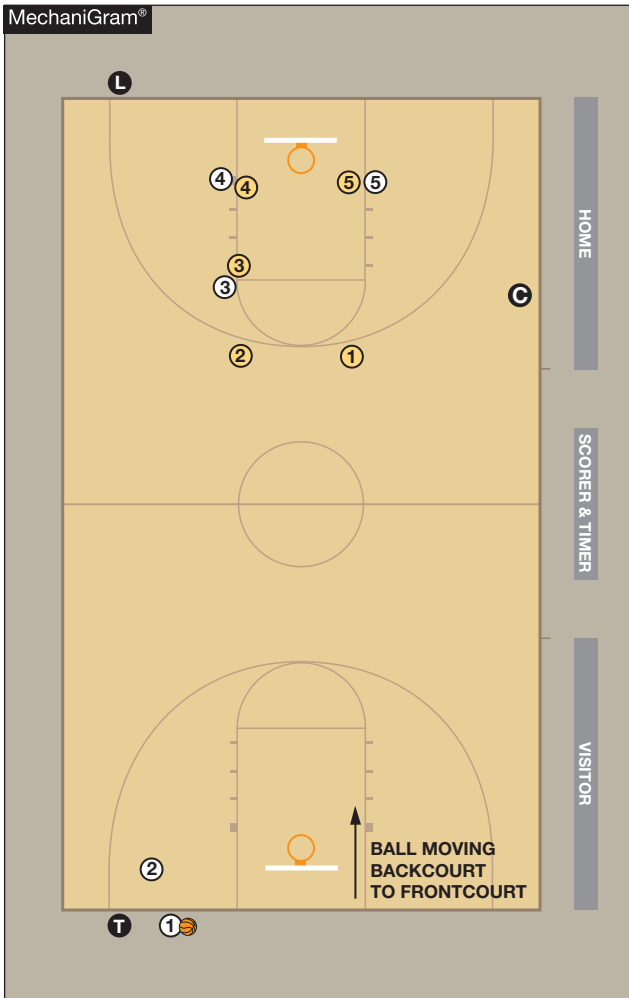 MechaniGram®
L
4
4
5
5
3
3
C
2
1
HOME
SCORER & TIMER
VISITOR
BALL MOVING
BACKCOURT
TO FRONTCOURT
2
T
1